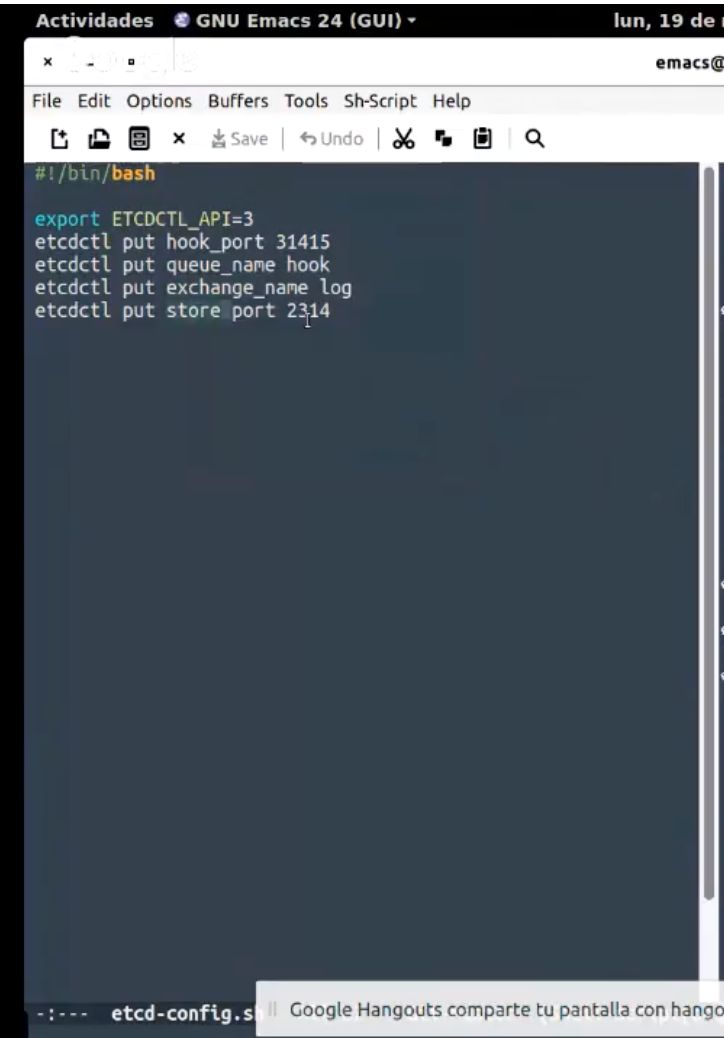 Actividades GNU Emacs 24 (GUI) lun, 19 de
emacs@
File Edit Options Buffers Tools Sh-Script Help
Save Undo
#!/bin/bash
export ETCDCTL_API=3
etcdctl put hook_port 31415
etcdctl put queue_name hook
etcdctl put exchange_name log
etcdctl put store port 2314
-:--- etcd-config.sh
Google Hangouts comparte tu pantalla con hango